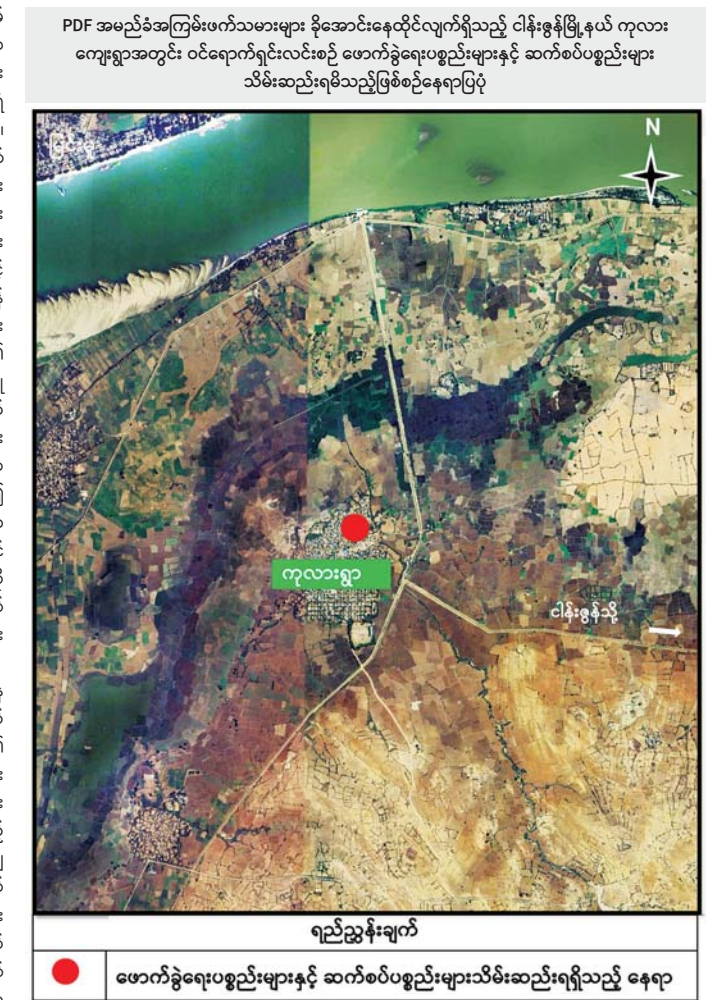 PDF အမည်ခံအကြမ်းဖက်သမားများ ခိုအောင်းနေထိုင်လျက်ရှိသည့် ငါန်းဇွန်မြို့နယ် ကုလား
ကျေးရွာအတွင်း ဝင်ရောက်ရှင်းလင်းစဉ် ဖောက်ခွဲရေးပစ္စည်းများနှင့် ဆက်စပ်ပစ္စည်းများ
သိမ်းဆည်းရမိသည့်ဖြစ်စဉ်နေရာပြပုံ
မြင်းမူ
N
ကုလားရွာ
ငါန်းဇွန်သို့
ရည်ညွှန်းချက်
ဖောက်ခွဲရေးပစ္စည်းများနှင့် ဆက်စပ်ပစ္စည်းများသိမ်းဆည်းရရှိသည့် နေရာ